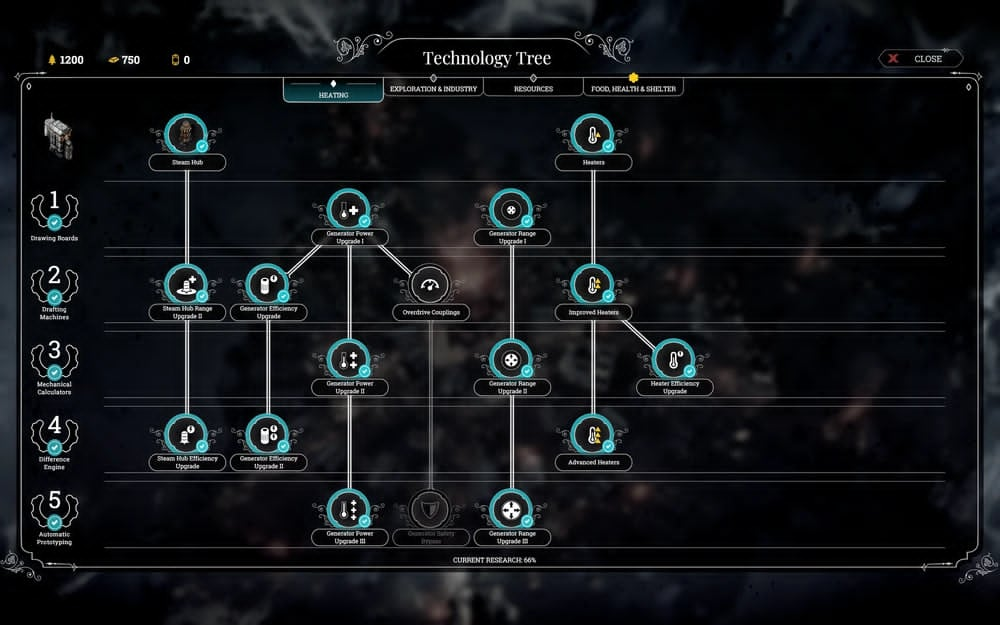 Technology Tree
1200
750
0
CLOSE
HEATING
EXPLORATION & INDUSTRY
RESOURCES
FOOD, HEALTH & SHELTER
Steam Hub
Heaters
1
Drawing Boards
Generator Power
Upgrade I
Generator Range
Upgrade I
2
Drafting
Machines
Steam Hub Range
Upgrade II
Generator Efficiency
Upgrade
Overdrive Couplings
Improved Heaters
3
Mechanical
Calculators
Generator Power
Upgrade II
Generator Range
Upgrade II
Heater Efficiency
Upgrade
4
Difference
Engine
Steam Hub Efficiency
Upgrade
Generator Efficiency
Upgrade II
Advanced Heaters
5
Automatic
Prototyping
Generator Power
Upgrade III
Generator Safety
Bypass
Generator Range
Upgrade III
CURRENT RESEARCH: 66%